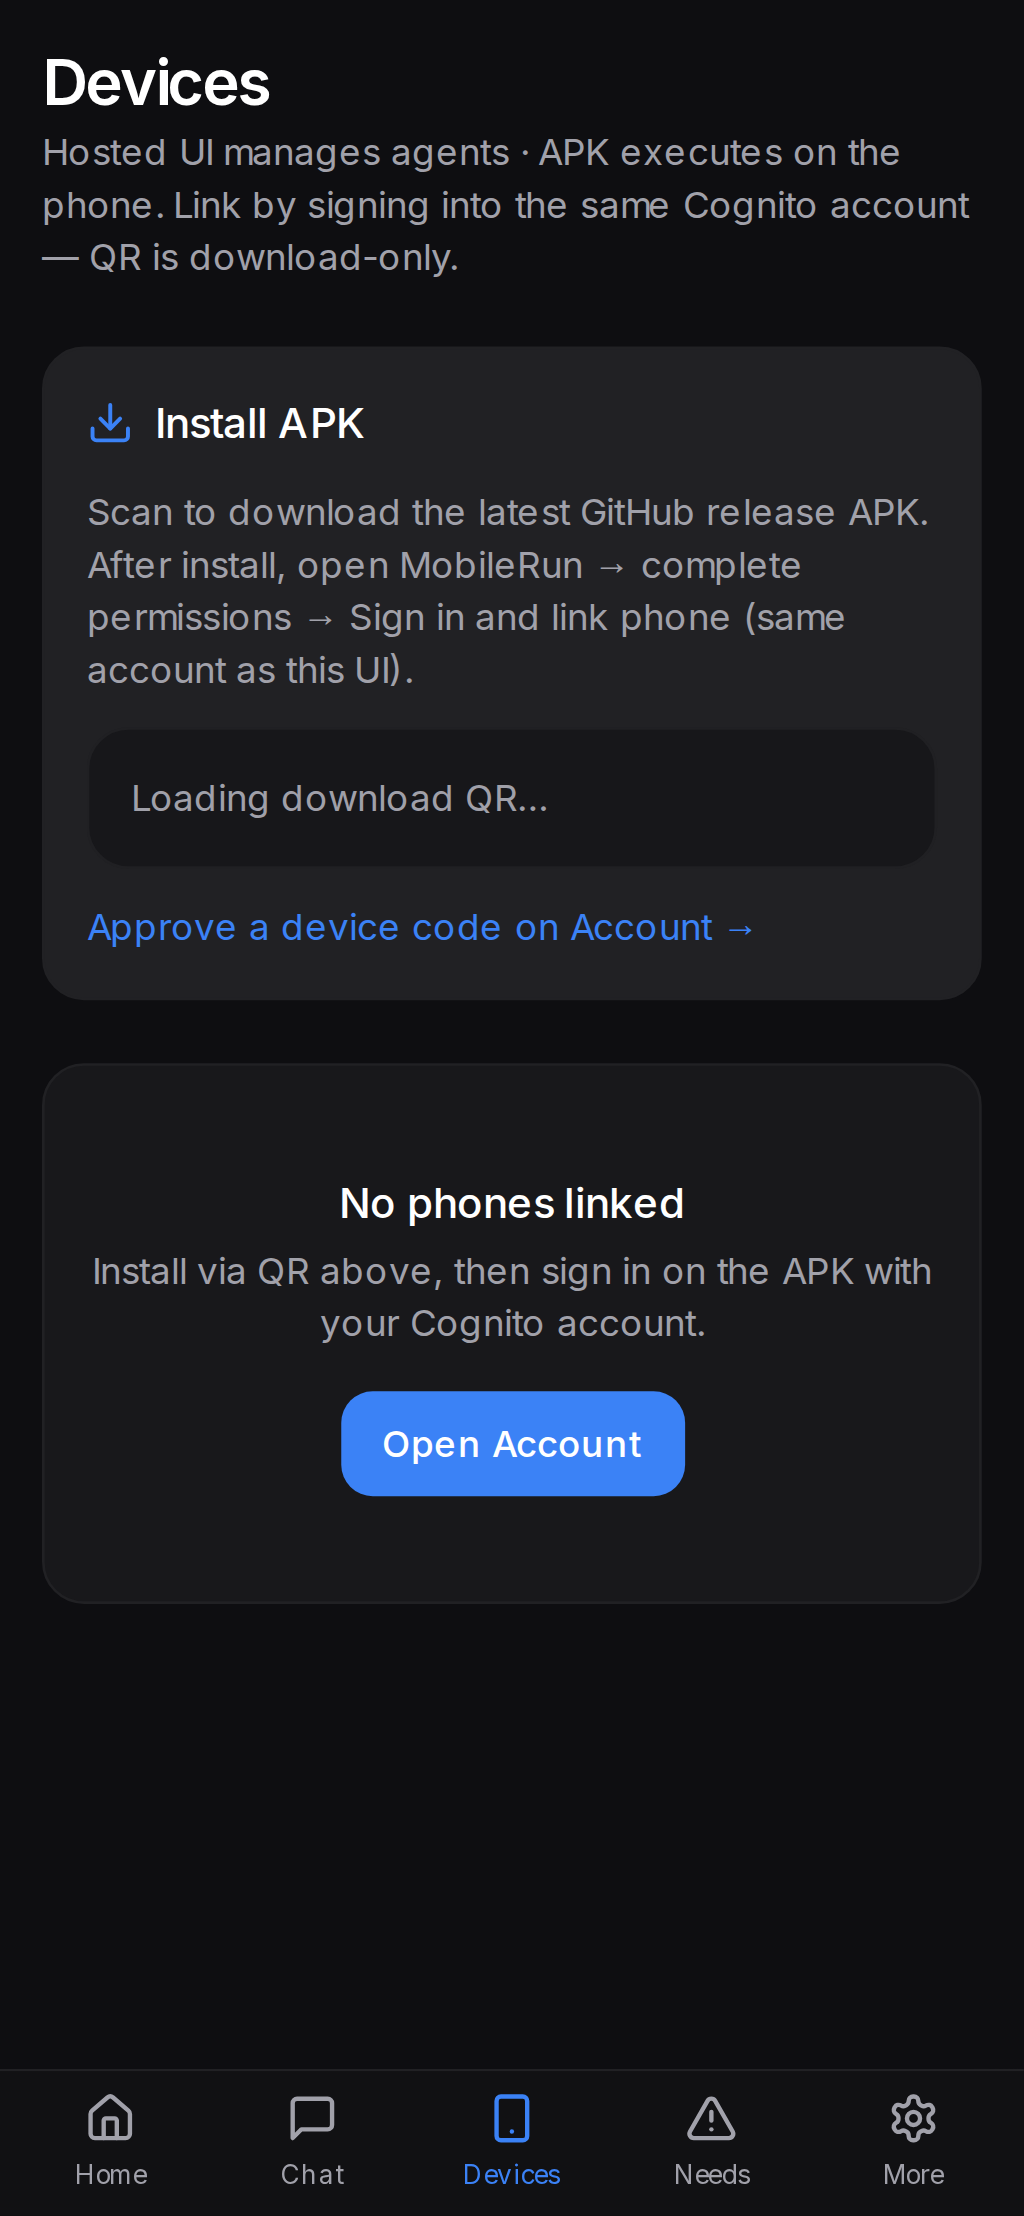 Devices
Hosted UI manages agents · APK executes on the
phone. Link by signing into the same Cognito account
— QR is download-only.
Install APK
Scan to download the latest GitHub release APK.
After install, open MobileRun → complete
permissions → Sign in and link phone (same
account as this UI).
Loading download QR...
Approve a device code on Account →
No phones linked
Install via QR above, then sign in on the APK with
your Cognito account.
Open Account
Home
Chat
Devices
Needs
More